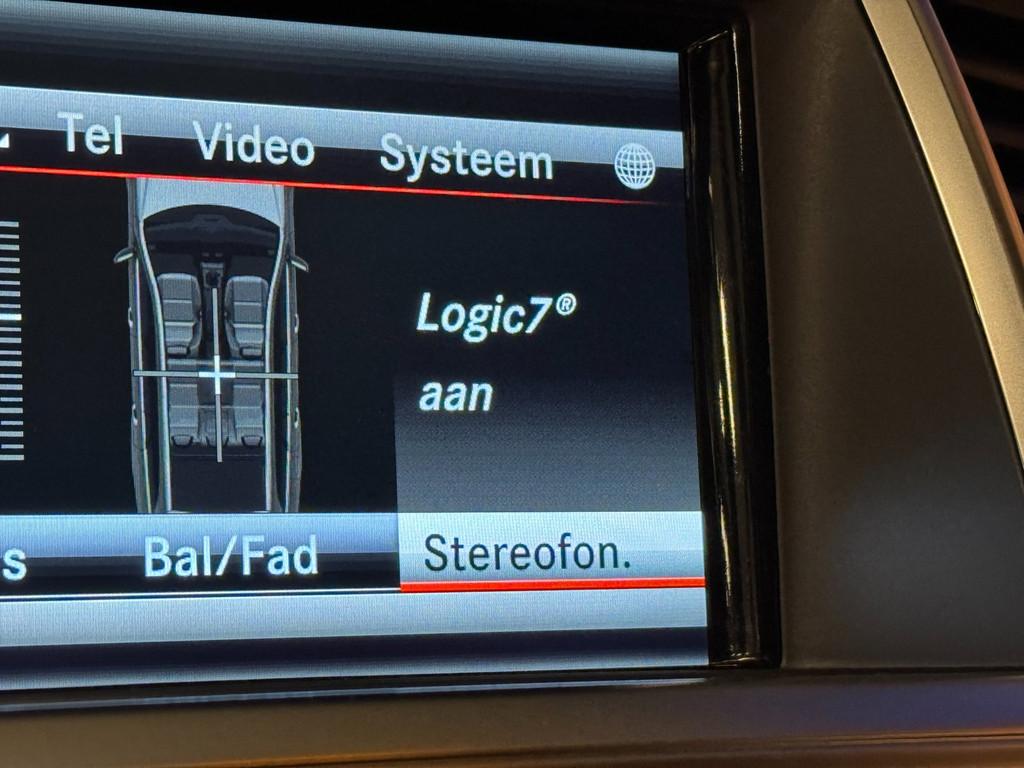 Tel Video Systeem
Logic7®
aan
s Bal/Fad Stereofon.